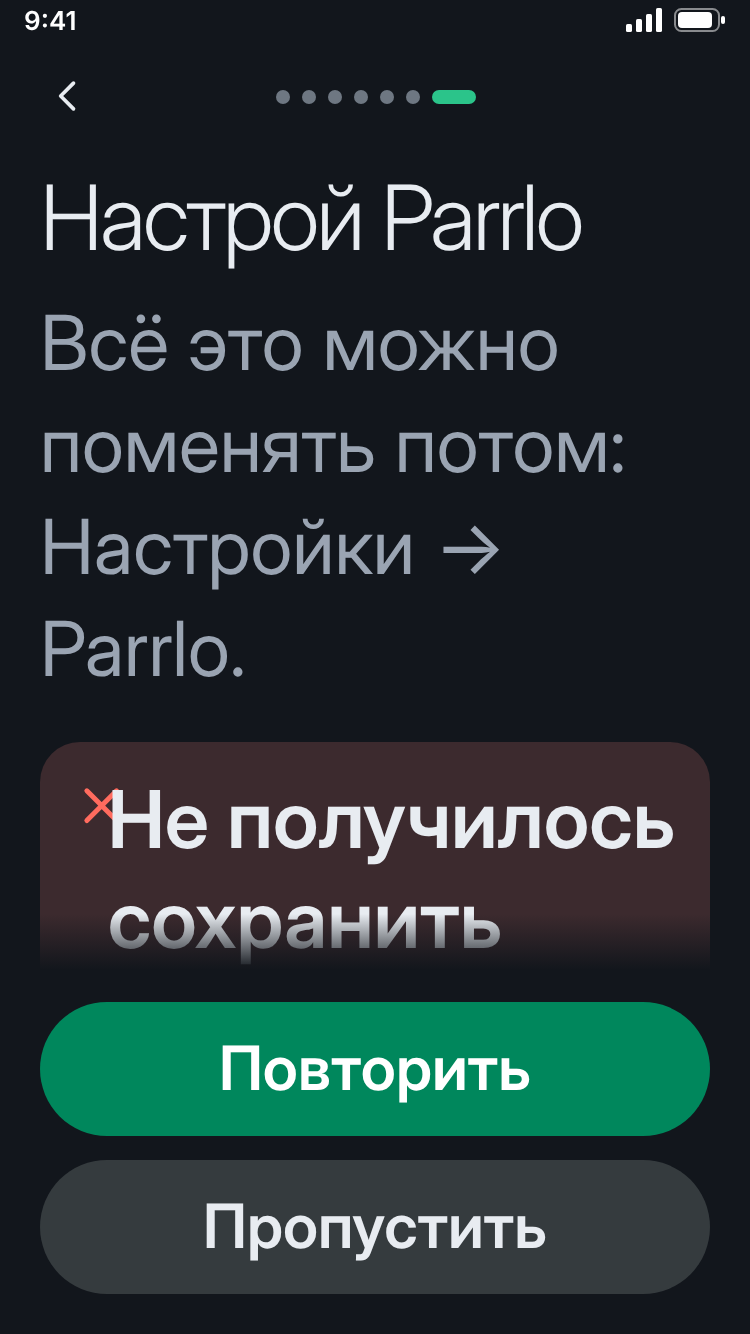 9:41
Настрой Parrlo
Всё это можно
поменять потом:
Настройки →
Parrlo.
Не получилось
сохранить
Повторить
Пропустить